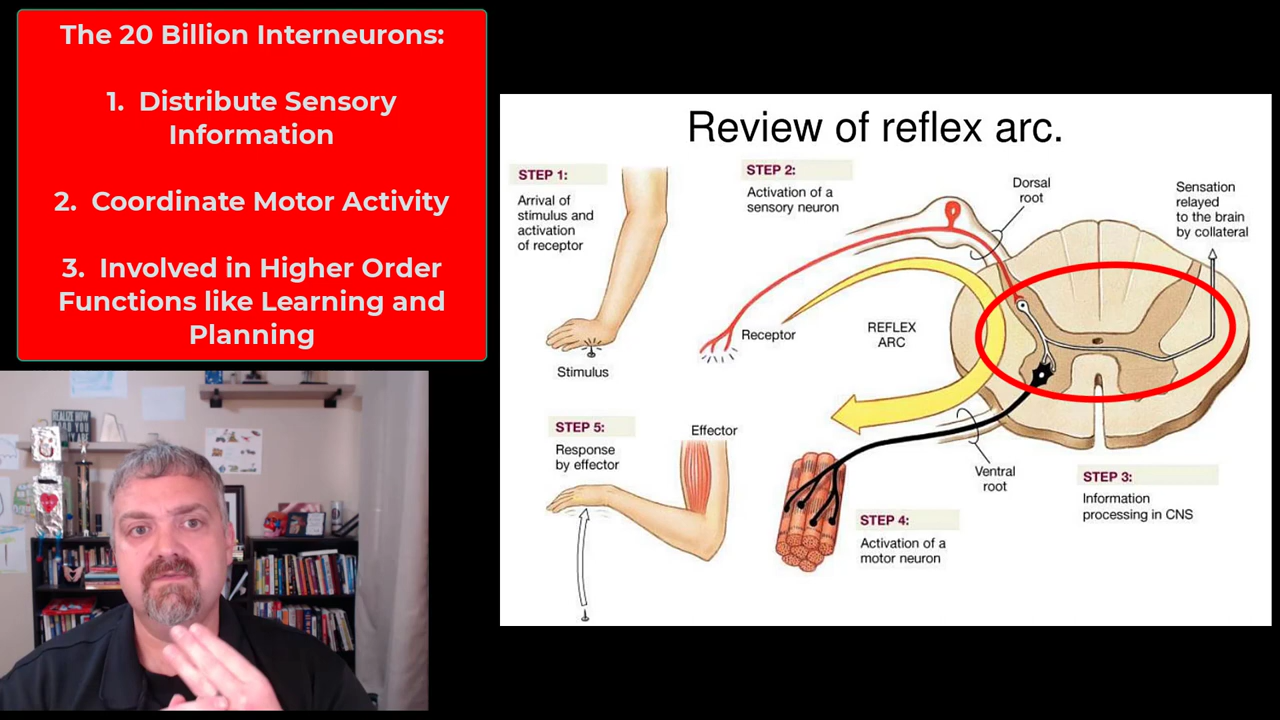 The 20 Billion Interneurons:
1. Distribute Sensory
Information
2. Coordinate Motor Activity
3. Involved in Higher Order
Functions like Learning and
Planning
Review of reflex arc.
STEP 1:
Arrival of
stimulus and
activation
of receptor
Stimulus
STEP 2:
Activation of a
sensory neuron
Dorsal
root
Sensation
relayed
to the brain
by collateral
Receptor
REFLEX
ARC
STEP 5:
Response
by effector
Effector
Ventral
root
STEP 3:
Information
processing in CNS
STEP 4:
Activation of a
motor neuron